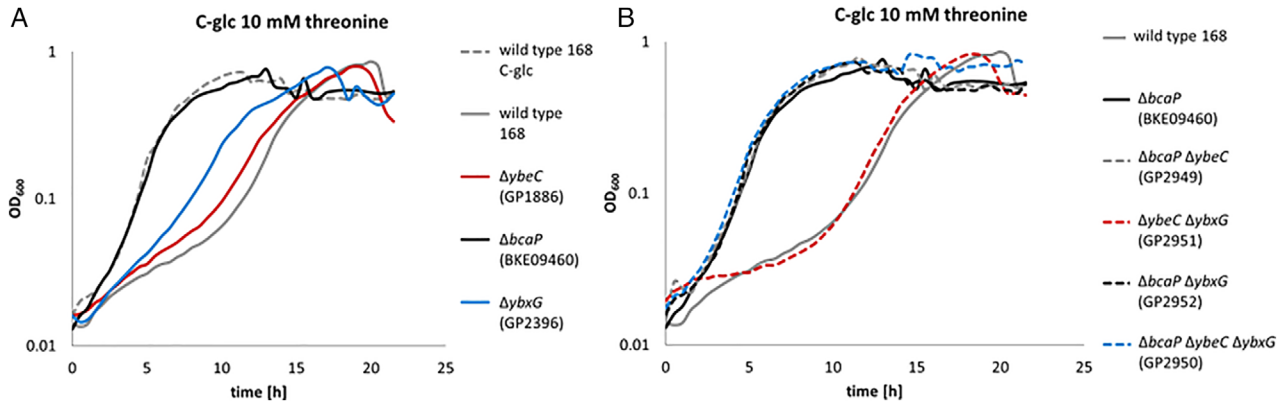 A
C-glc 10 mM threonine
1
0.1
0.01
OD600
0 5 10 15 20 25
time [h]
wild type 168
C-glc
wild type
168
ΔybeC
(GP1886)
ΔbcaP
(BKE09460)
ΔybxG
(GP2396)
B
C-glc 10 mM threonine
1
0.1
0.01
OD600
0 5 10 15 20 25
time [h]
wild type 168
ΔbcaP
(BKE09460)
ΔbcaP ΔybeC
(GP2949)
ΔybeC ΔybxG
(GP2951)
ΔbcaP ΔybxG
(GP2952)
ΔbcaP ΔybeC ΔybxG
(GP2950)